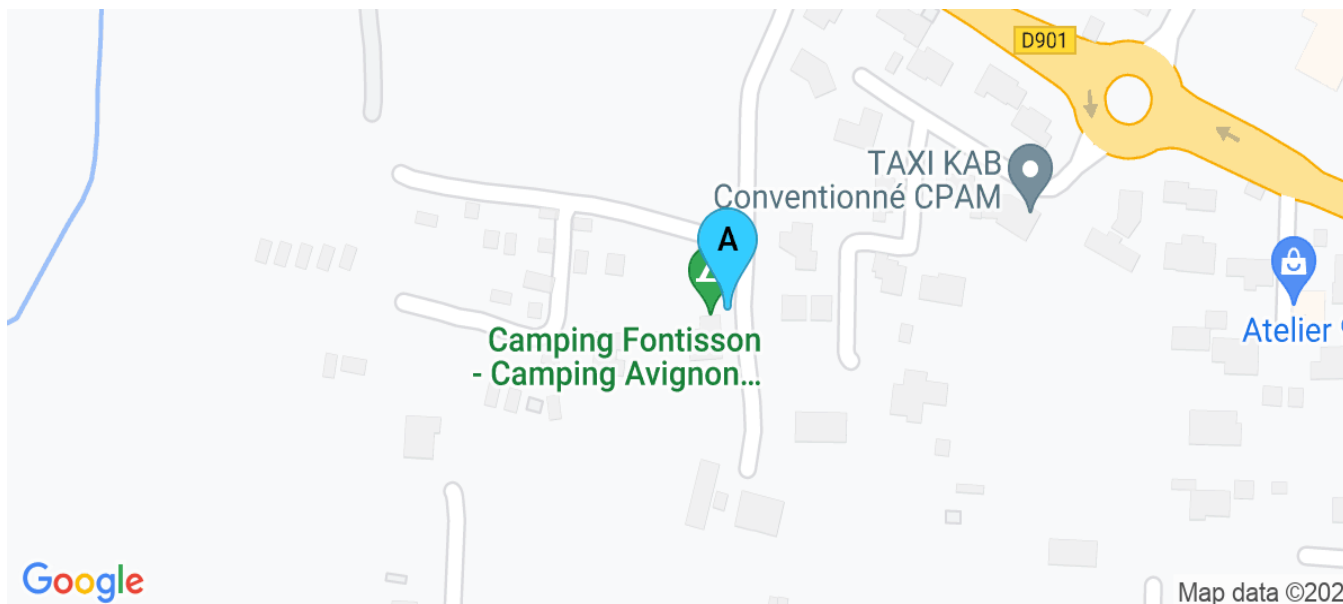 D901
TAXI KAB
Conventionné CPAM
A
Camping Fontisson
- Camping Avignon...
Atelier
Google
Map data ©202